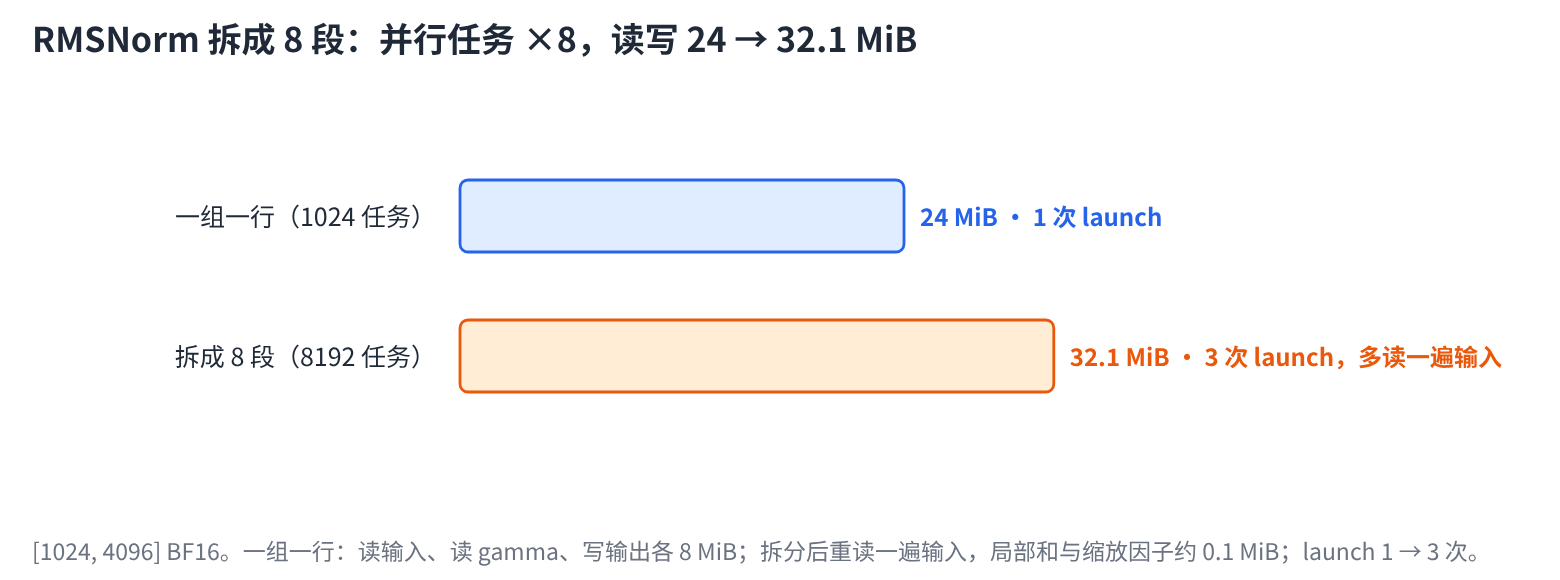 RMSNorm 拆成 8 段：并行任务 ×8，读写 24 → 32.1 MiB
一组一行（1024 任务）
24 MiB · 1 次 launch
拆成 8 段（8192 任务）
32.1 MiB · 3 次 launch，多读一遍输入
[1024, 4096] BF16。一组一行：读输入、读 gamma、写输出各 8 MiB；拆分后重读一遍输入，局部和与缩放因子约 0.1 MiB；launch 1 → 3 次。